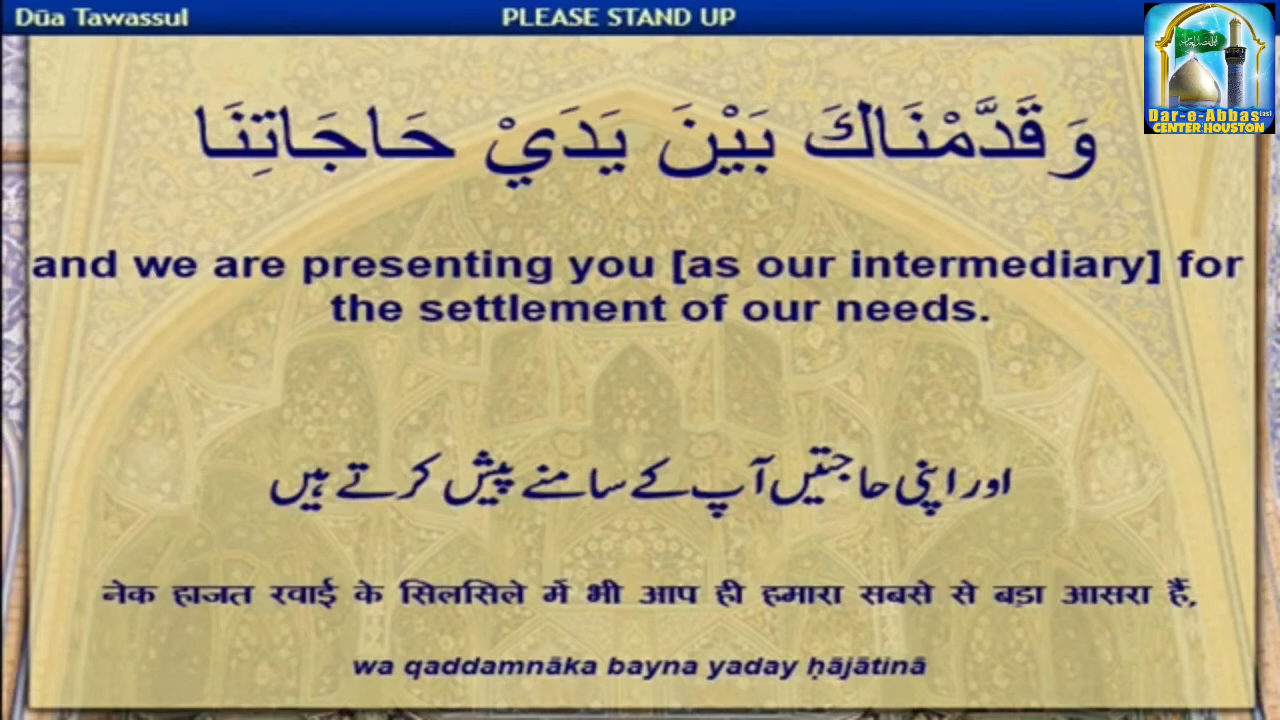 Dūa Tawassul
PLEASE STAND UP
Dar-e-Abbas(as)
CENTER HOUSTON
وَقَدَّمْنَاكَ بَيْنَ يَدَيْ حَاجَاتِنَا
and we are presenting you [as our intermediary] for
the settlement of our needs.
اور اپنی حاجتیں آپ کے سامنے پیش کرتے ہیں
नेक हाजत रवाई के सिलसिले में भी आप ही हमारा सबसे से बड़ा आसरा हैं,
wa qaddamnāka bayna yaday ḥājātinā